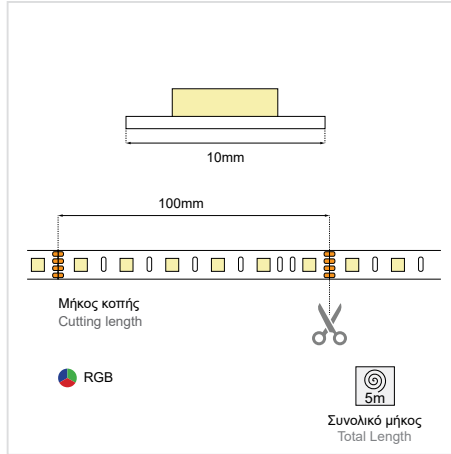 10mm
100mm
Μήκος κοπής
Cutting length
RGB
5m
Συνολικό μήκος
Total Length